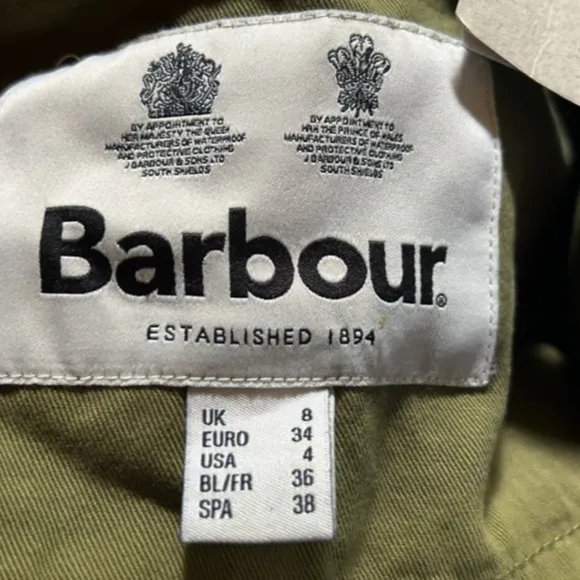 BY APPOINTMENT TO
HER MAJESTY THE QUEEN
MANUFACTURERS OF WATERPROOF
AND PROTECTIVE CLOTHING
J BARBOUR & SONS LTD
SOUTH SHIELDS
BY APPOINTMENT TO
HRH THE PRINCE OF WALES
MANUFACTURERS OF WATERPROOF
AND PROTECTIVE CLOTHING
J BARBOUR & SONS LTD
SOUTH SHIELDS
Barbour®
ESTABLISHED 1894
UK 8
EURO 34
USA 4
BL/FR 36
SPA 38